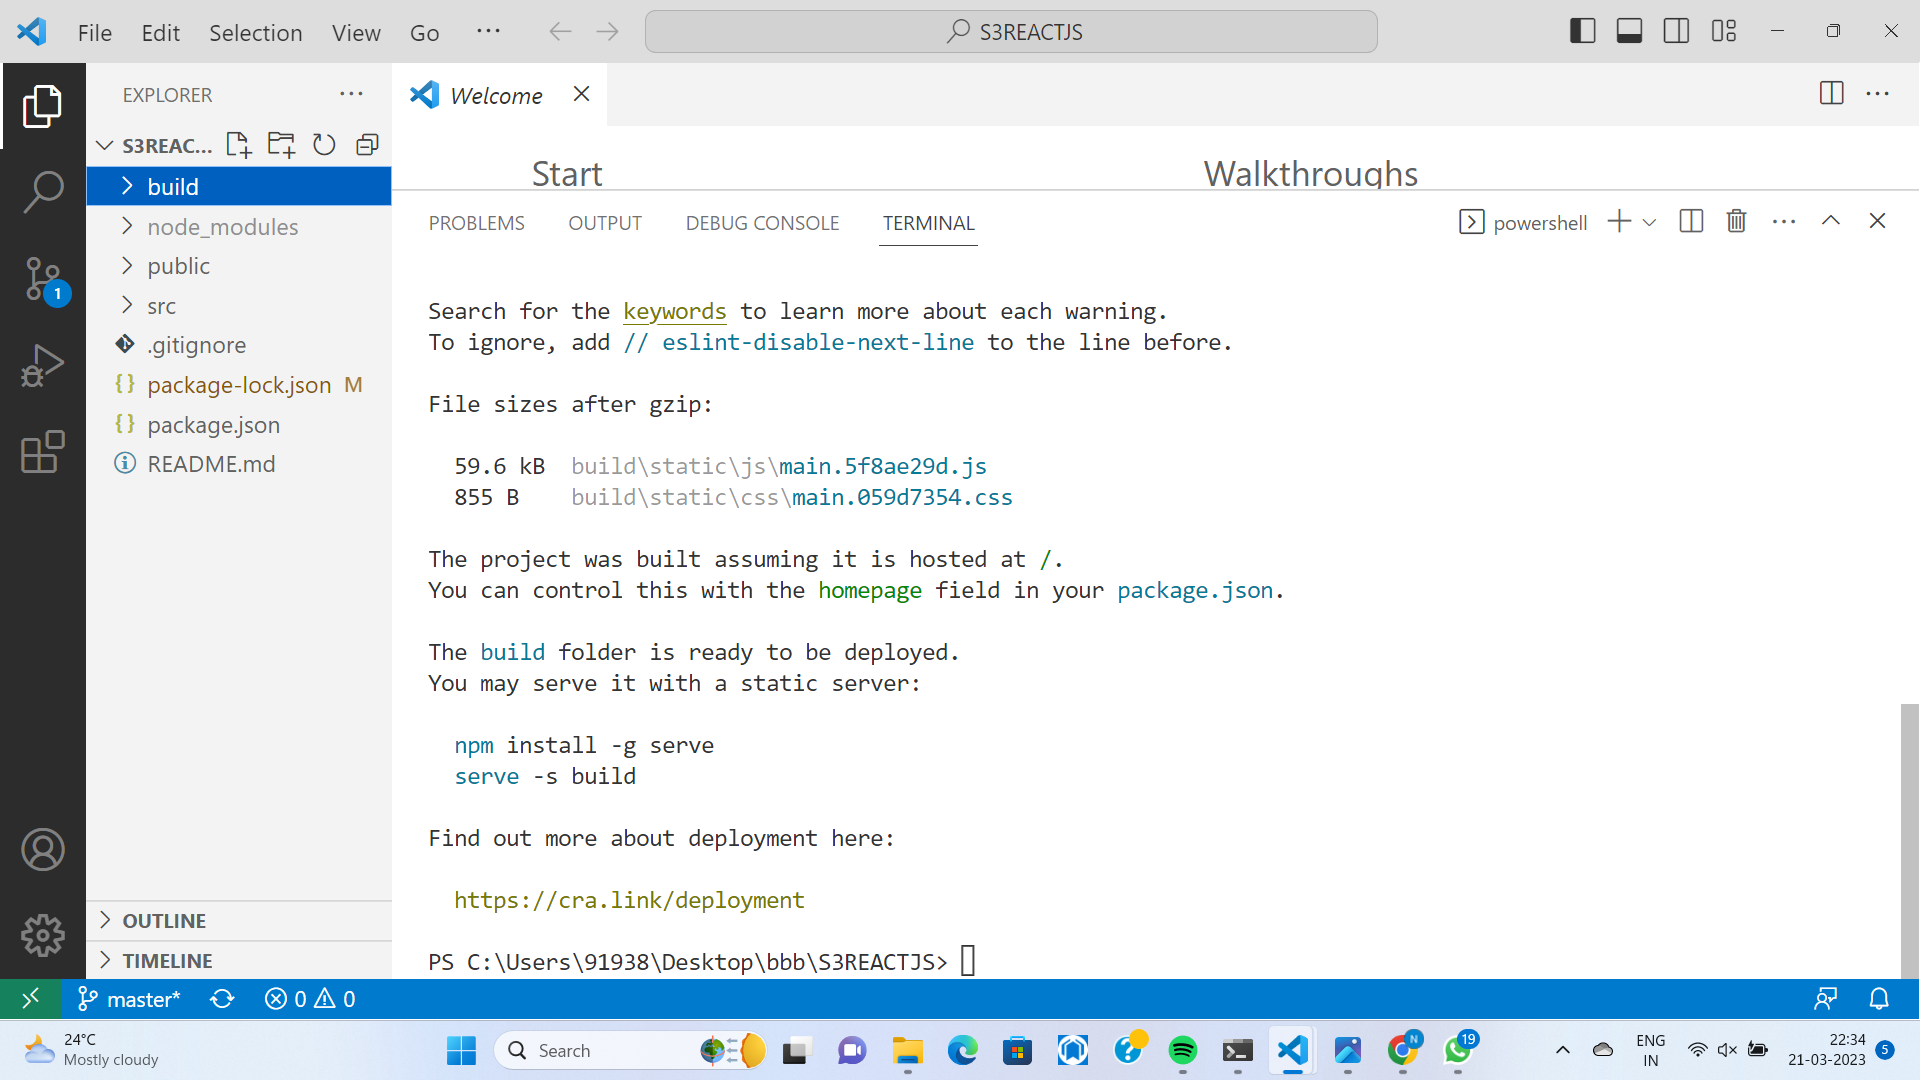 File Edit Selection View Go ··· S3REACTJS
EXPLORER
Welcome
S3REAC...
build
node_modules
public
src
.gitignore
package-lock.json M
package.json
README.md
OUTLINE
TIMELINE
1
Start Walkthroughs
PROBLEMS OUTPUT DEBUG CONSOLE TERMINAL powershell
Search for the keywords to learn more about each warning.
To ignore, add // eslint-disable-next-line to the line before.
File sizes after gzip:
59.6 kB build\static\js\main.5f8ae29d.js
855 B build\static\css\main.059d7354.css
The project was built assuming it is hosted at /.
You can control this with the homepage field in your package.json.
The build folder is ready to be deployed.
You may serve it with a static server:
npm install -g serve
serve -s build
Find out more about deployment here:
https://cra.link/deployment
PS C:\Users\91938\Desktop\bbb\S3REACTJS>
master* 0 0
24°C
Mostly cloudy
Search
N
19
ENG
IN
22:34
21-03-2023
5